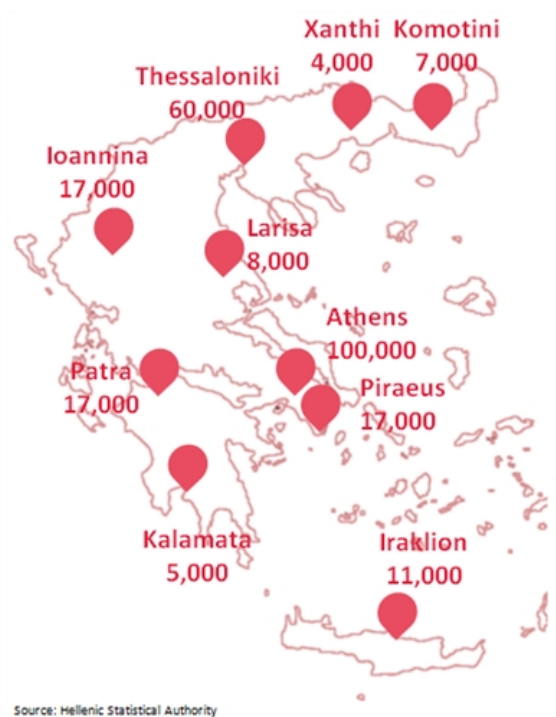 Xanthi Komotini
4,000 7,000
Thessaloniki
60,000
Ioannina
17,000
Larisa
8,000
Athens
100,000
Patra
17,000
Piraeus
17,000
Kalamata
5,000
Iraklion
11,000
Source: Hellenic Statistical Authority